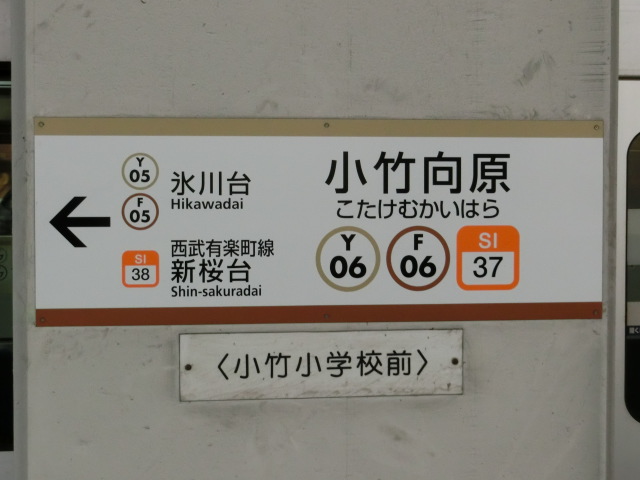 Y
05
F
05
氷川台
Hikawadai
SI
38
西武有楽町線
新桜台
Shin-sakuradai
小竹向原
こたけむかいはら
Y
06
F
06
SI
37
〈小竹小学校前〉